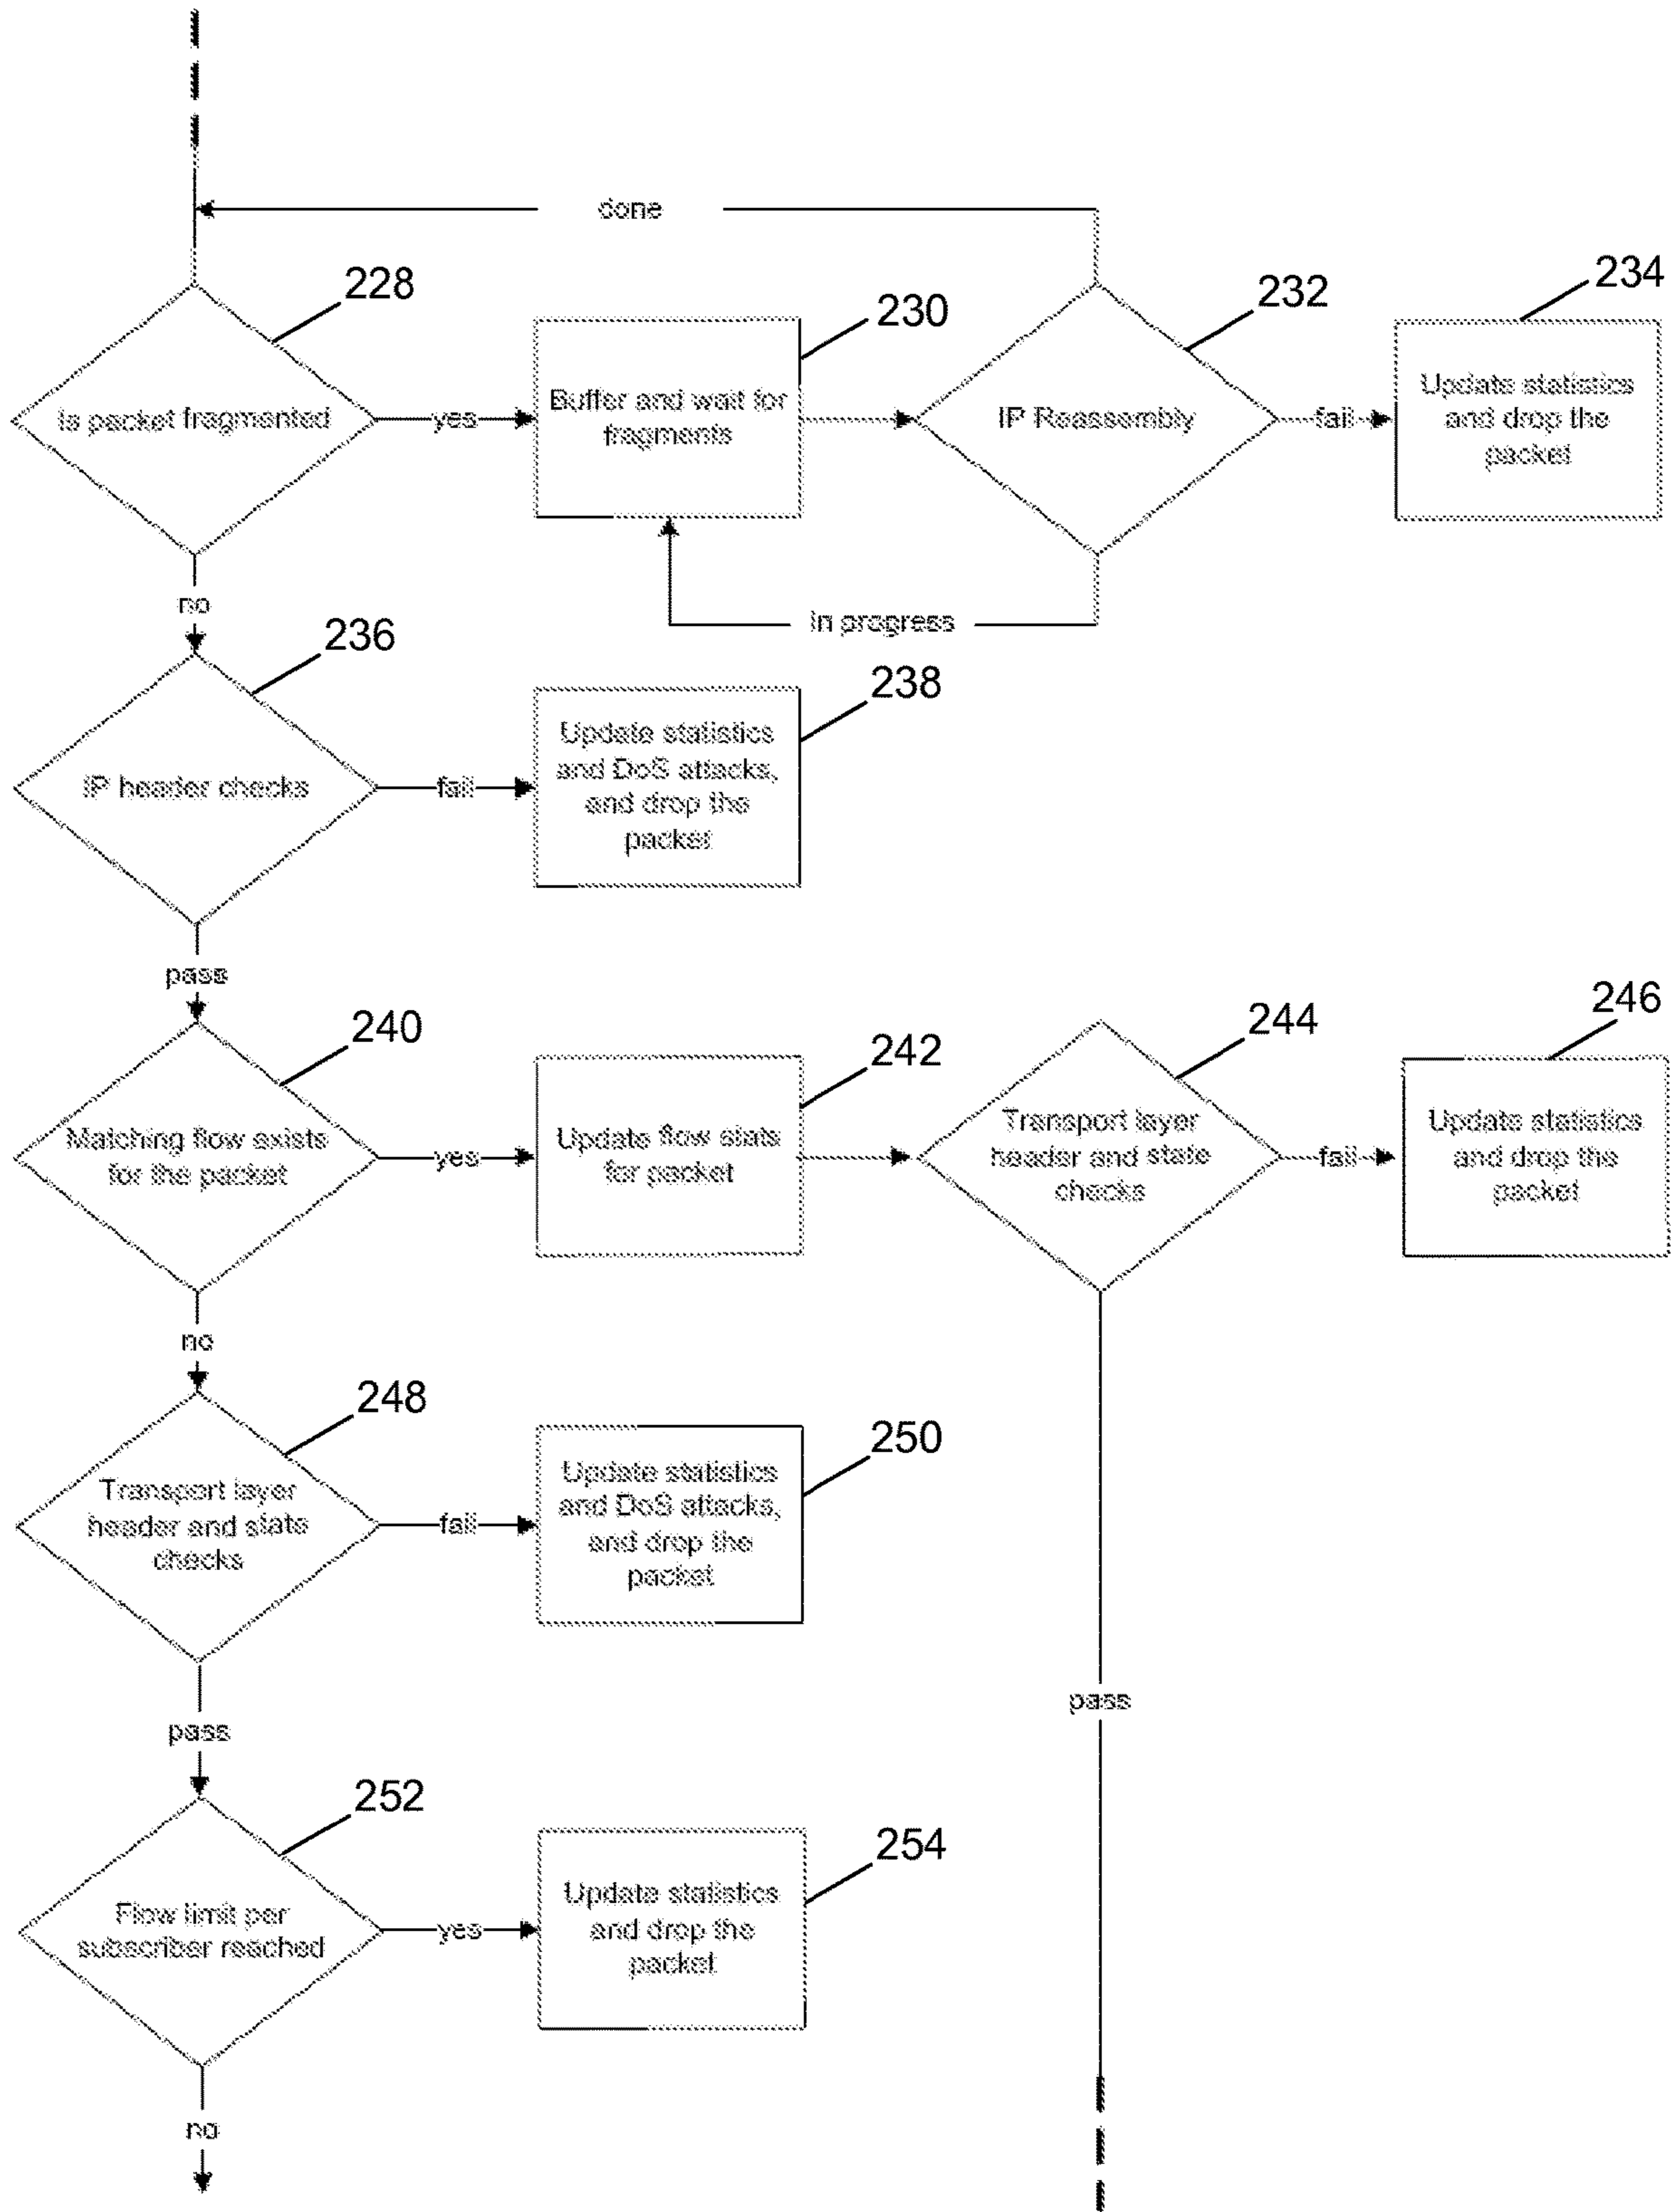 done
228
230
232
234
Is packet fragmented
yes
Buffer and wait for
fragments
IP Reassembly
fail
Update statistics
and drop the
packet
no
in progress
236
238
IP header checks
fail
Update statistics
and DoS attacks,
and drop the
packet
pass
240
242
244
246
Matching flow exists
for the packet
yes
Update flow stats
for packet
Transport layer
header and state
checks
fail
Update statistics
and drop the
packet
no
248
250
Transport layer
header and state
checks
fail
Update statistics
and DoS attacks,
and drop the
packet
pass
pass
252
254
Flow limit per
subscriber reached
yes
Update statistics
and drop the
packet
no